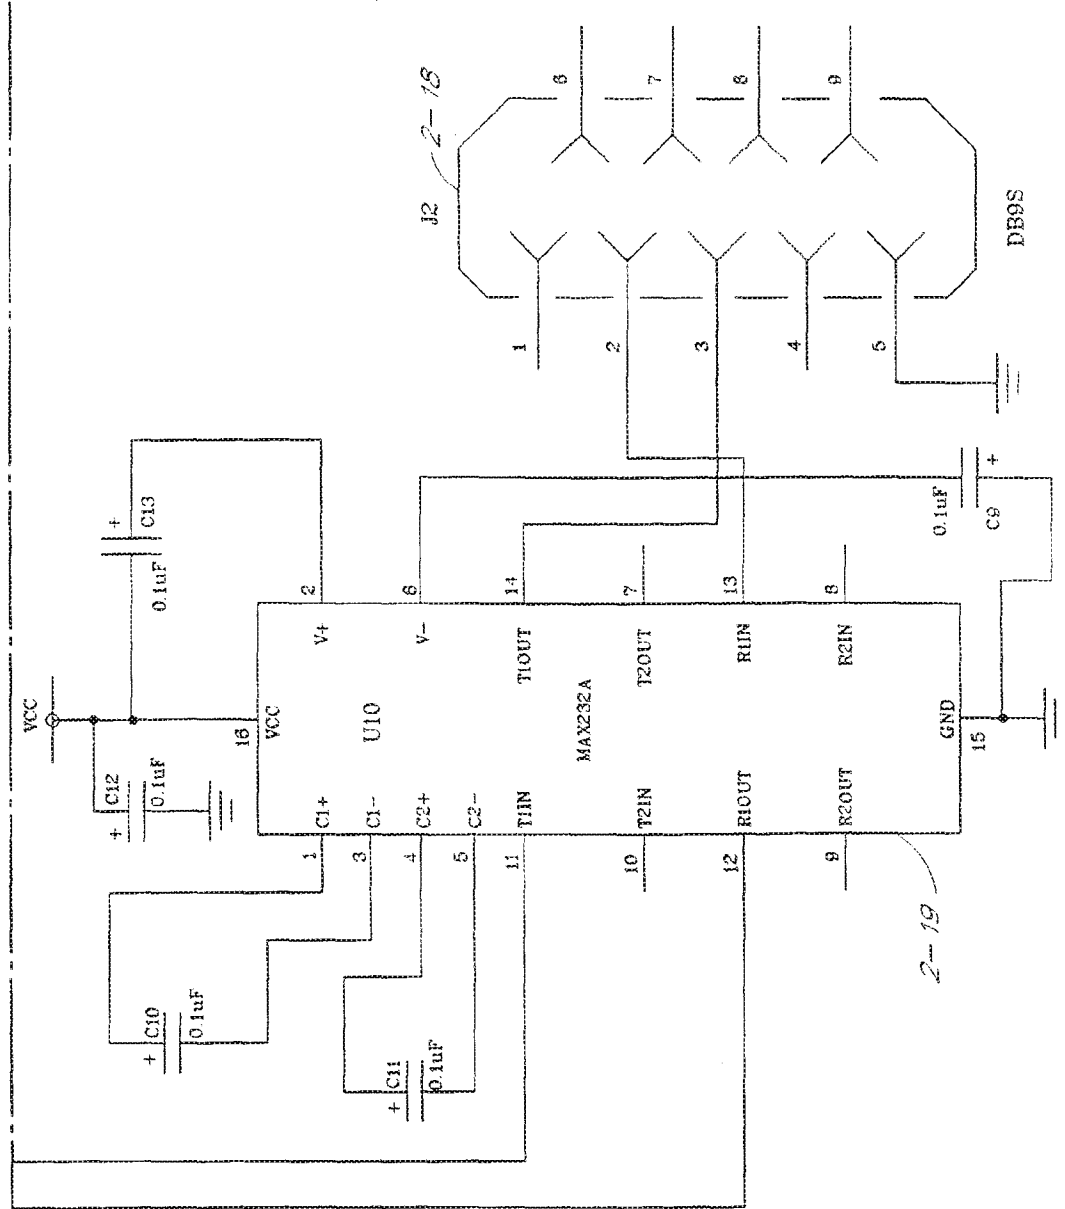 VCC
C12
+
0.1uF
C13
+
0.1uF
16
VCC
U10
MAX232A
1
C1+
3
C1-
4
C2+
5
C2-
11
T1IN
10
T2IN
12
R1OUT
9
R2OUT
V+
2
V-
6
T1OUT
14
T2OUT
7
R1IN
13
R2IN
8
GND
15
C10
+
0.1uF
C11
+
0.1uF
C9
+
0.1uF
2-19
J2
2-18
1
2
3
4
5
6
7
8
9
DB9S